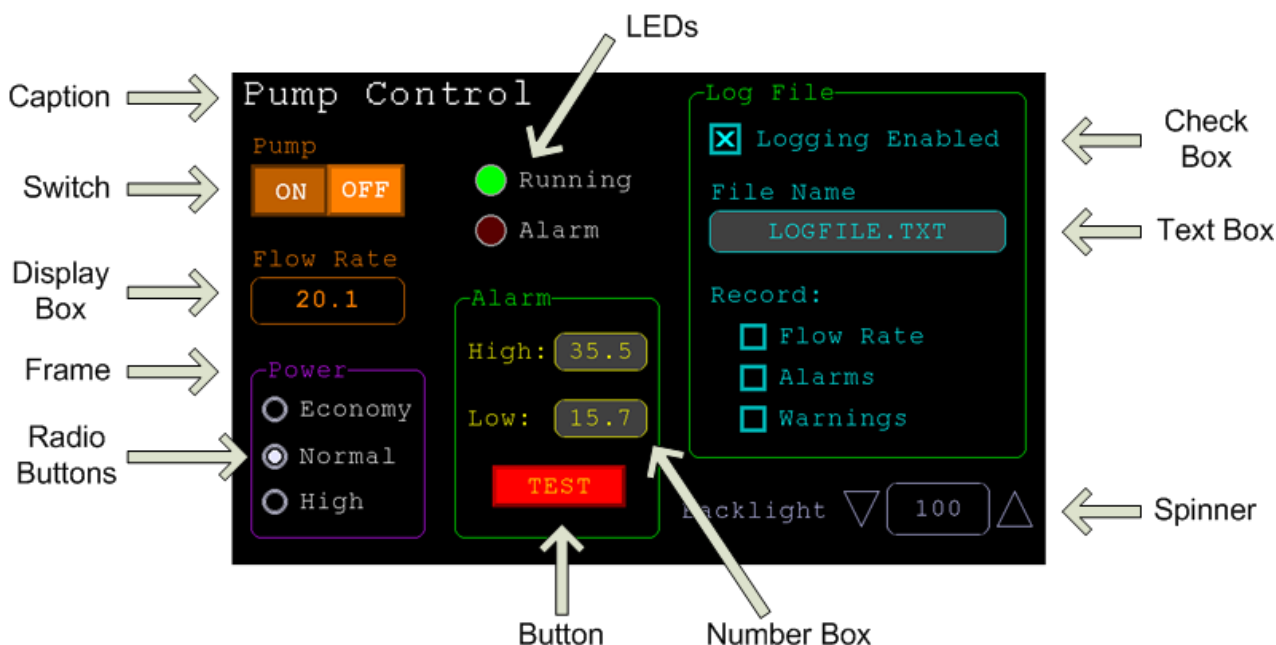 LEDs
Caption
Pump Control
Log File
Check
Box
Logging Enabled
Pump
Switch
ON OFF
Running
File Name
Text Box
LOGFILE.TXT
Alarm
Display
Box
Flow Rate
20.1
Alarm
Record:
Flow Rate
High: 35.5
Frame
Power
Alarms
Economy
Low: 15.7
Warnings
Radio
Buttons
Normal
TEST
High
Backlight 100
Spinner
Button
Number Box